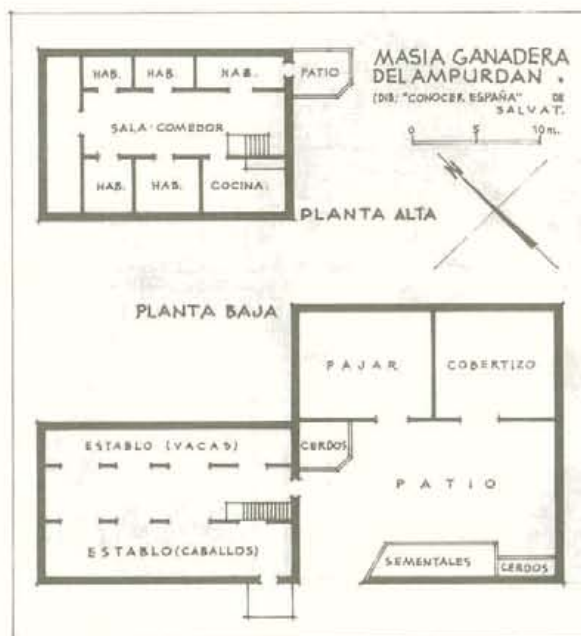 MASIA GANADERA
DEL AMPURDAN.
(DIB: "CONOCER ESPAÑA" DE
SALVAT.
0 5 10 m.
N
HAB. HAB. HAB. PATIO
SALA-COMEDOR
HAB. HAB. COCINA.
PLANTA ALTA
PLANTA BAJA
PAJAR COBERTIZO
ESTABLO (VACAS) CERDOS
PATIO
ESTABLO (CABALLOS) SEMENTALES CERDOS